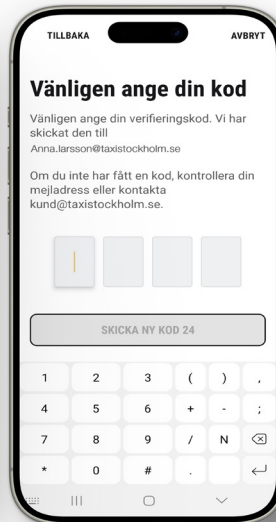 TILLBAKA AVBRYT
Vänligen ange din kod
Vänligen ange din verifieringskod. Vi har
skickat den till
Anna.larsson@taxistockholm.se
Om du inte har fått en kod, kontrollera din
mejladress eller kontakta
kund@taxistockholm.se.
SKICKA NY KOD 24
1 2 3 ( ) ,
4 5 6 + - ;
7 8 9 / N
* 0 # .